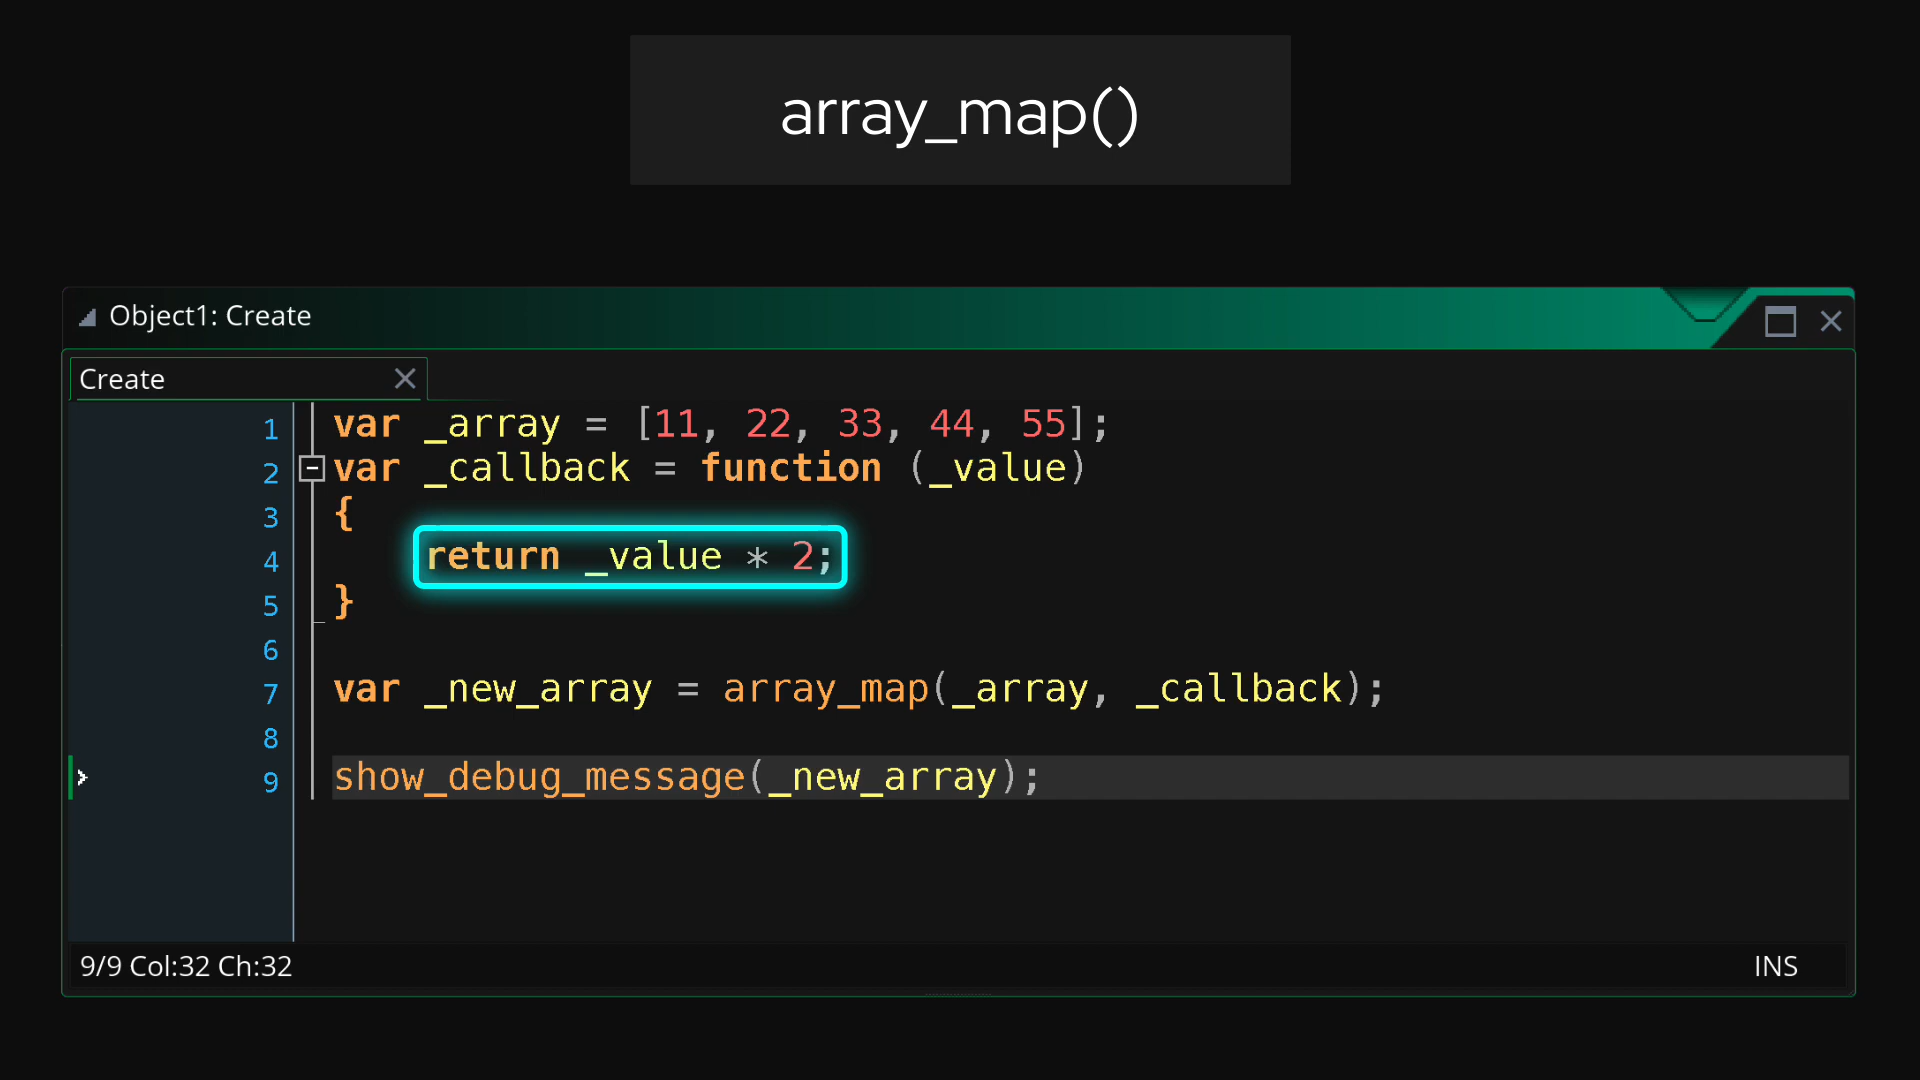 array_map()
Object1: Create
Create
1 var _array = [11, 22, 33, 44, 55];
2 var _callback = function (_value)
3 {
4 return _value * 2;
5 }
6
7 var _new_array = array_map(_array, _callback);
8
9 show_debug_message(_new_array);
9/9 Col:32 Ch:32 INS